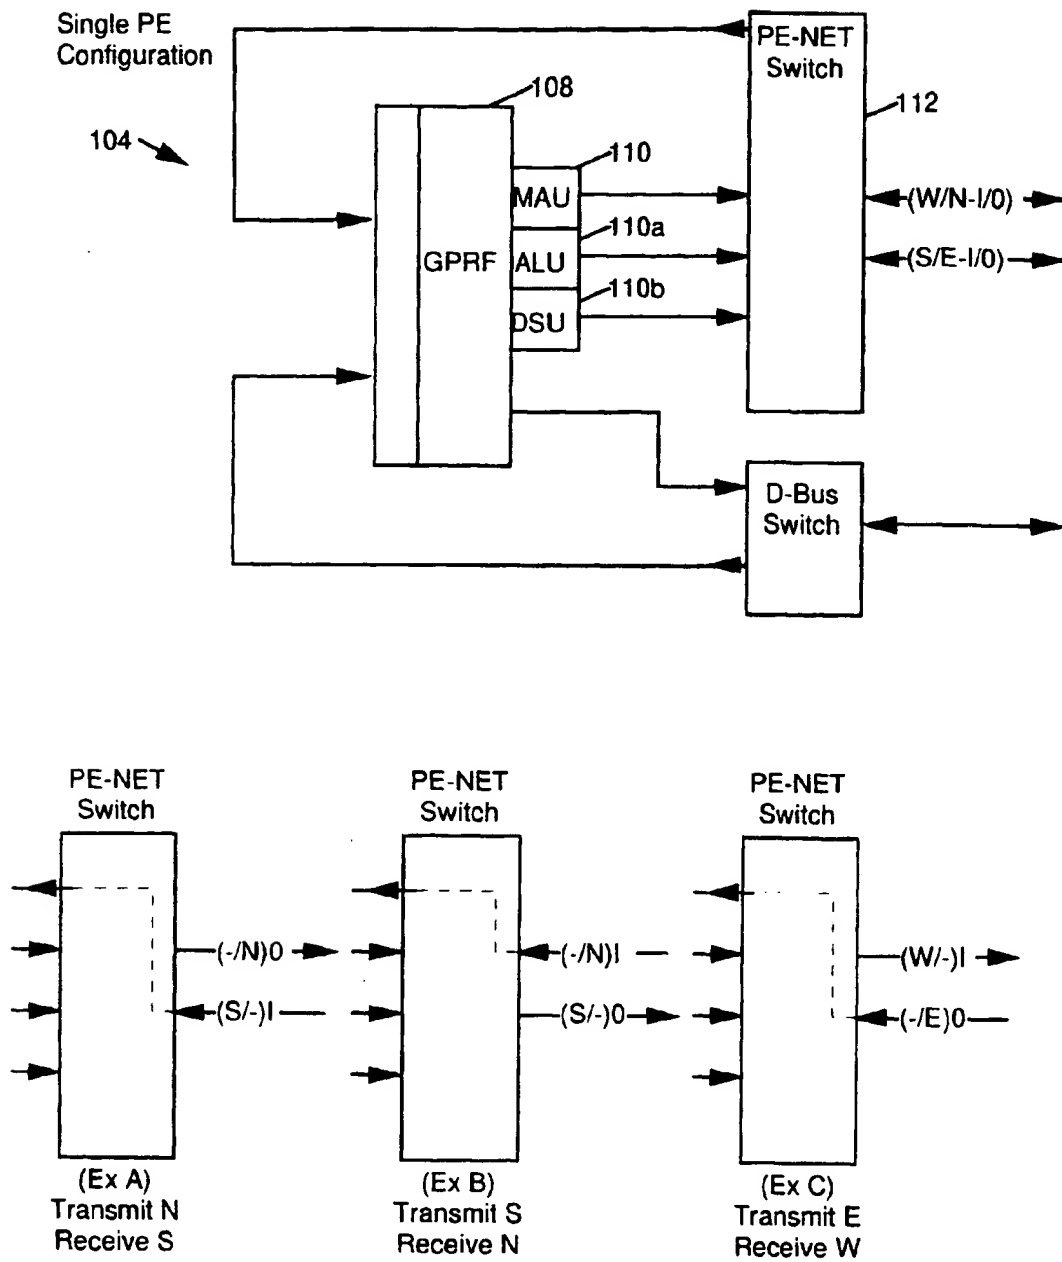 Single PE
Configuration
PE-NET
Switch
108
112
104
110
MAU
(W/N-I/0)
110a
GPRF
ALU
(S/E-I/0)
110b
DSU
D-Bus
Switch
PE-NET
Switch
PE-NET
Switch
PE-NET
Switch
(-/N)0
(S/-)I
(-/N)I
(S/-)0
(W/-)I
(-/E)0
(Ex A)
Transmit N
Receive S
(Ex B)
Transmit S
Receive N
(Ex C)
Transmit E
Receive W